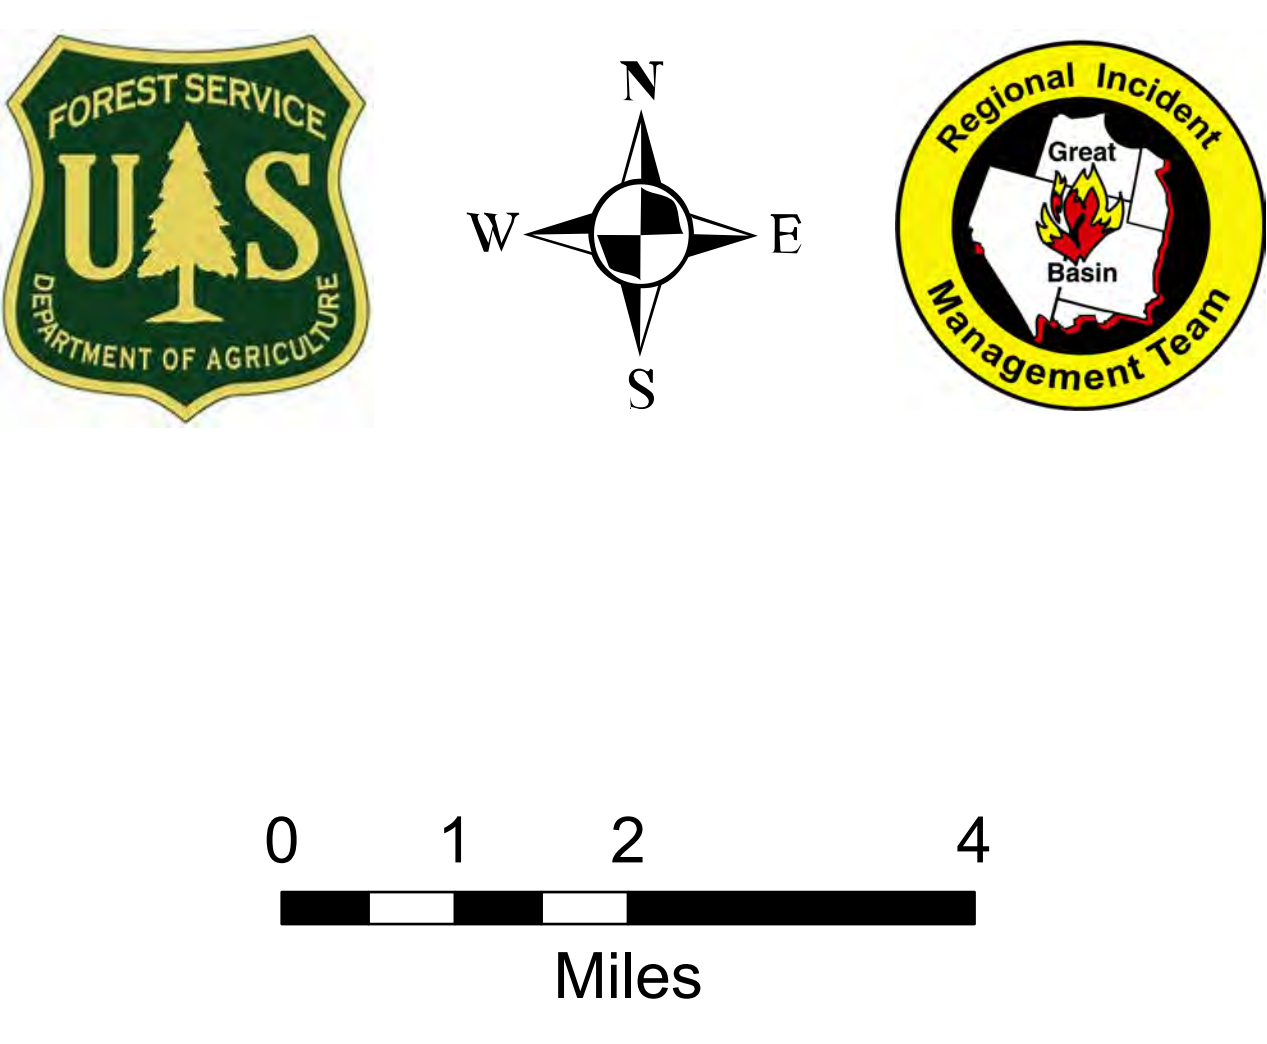 FOREST SERVICE
U S
DEPARTMENT OF AGRICULTURE
N
W E
S
Regional Incident
Great
Basin
Management Team
0 1 2 4
Miles